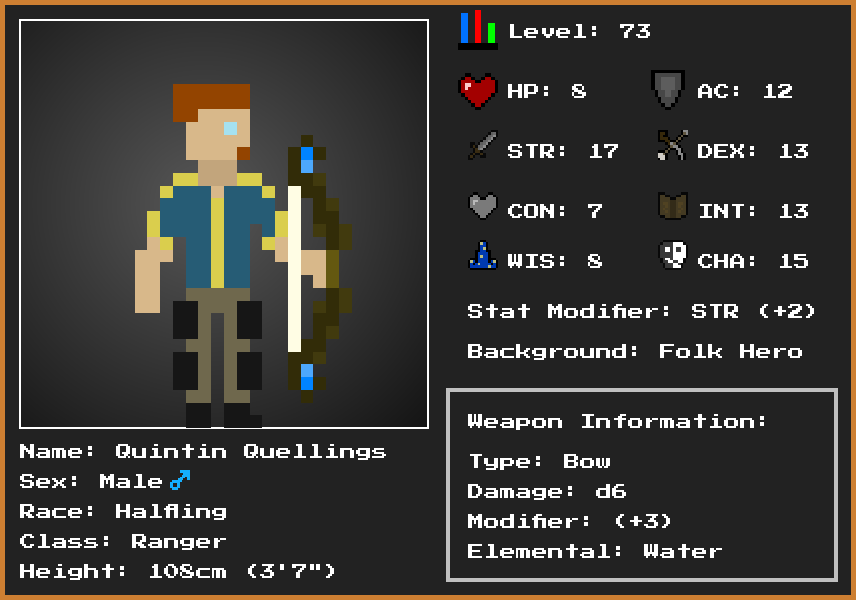 Level: 73
HP: 8 AC: 12
STR: 17 DEX: 13
CON: 7 INT: 13
WIS: 8 CHA: 15
Stat Modifier: STR (+2)
Background: Folk Hero
Weapon Information:
Type: Bow
Damage: d6
Modifier: (+3)
Elemental: Water
Name: Quintin Quellings
Sex: Male ♂
Race: Halfling
Class: Ranger
Height: 108cm (3'7")